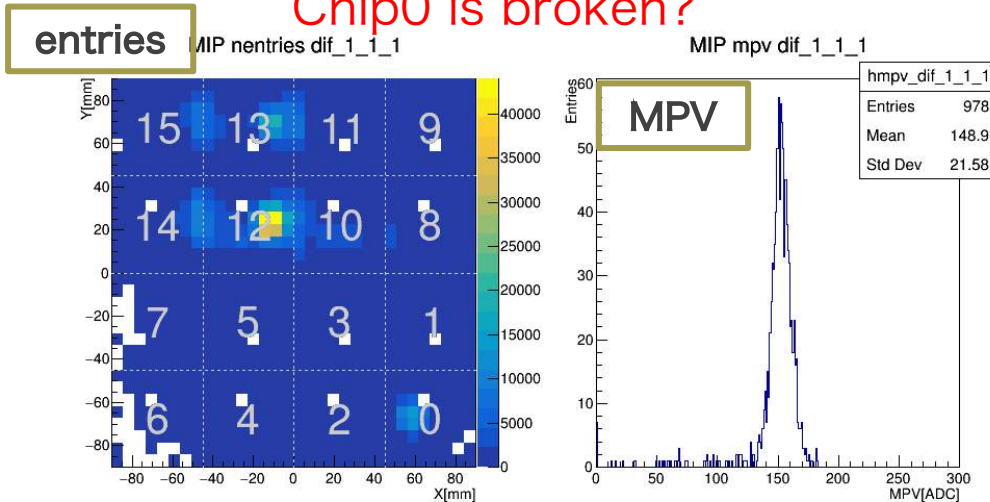 Chip0 is broken?
entries
MIP nentries dif_1_1_1
Y[mm]
80
60
40
20
0
−20
−40
−60
−80
15 13 11 9
14 12 10 8
7 5 3 1
6 4 2 0
−80 −60 −40 −20 0 20 40 60 80
X[mm]
40000
35000
30000
25000
20000
15000
10000
5000
0
MIP mpv dif_1_1_1
Entries
MPV
60
50
40
30
20
10
0
0 50 100 150 200 250 300
MPV[ADC]
hmpv_dif_1_1_1
Entries 978
Mean 148.9
Std Dev 21.58